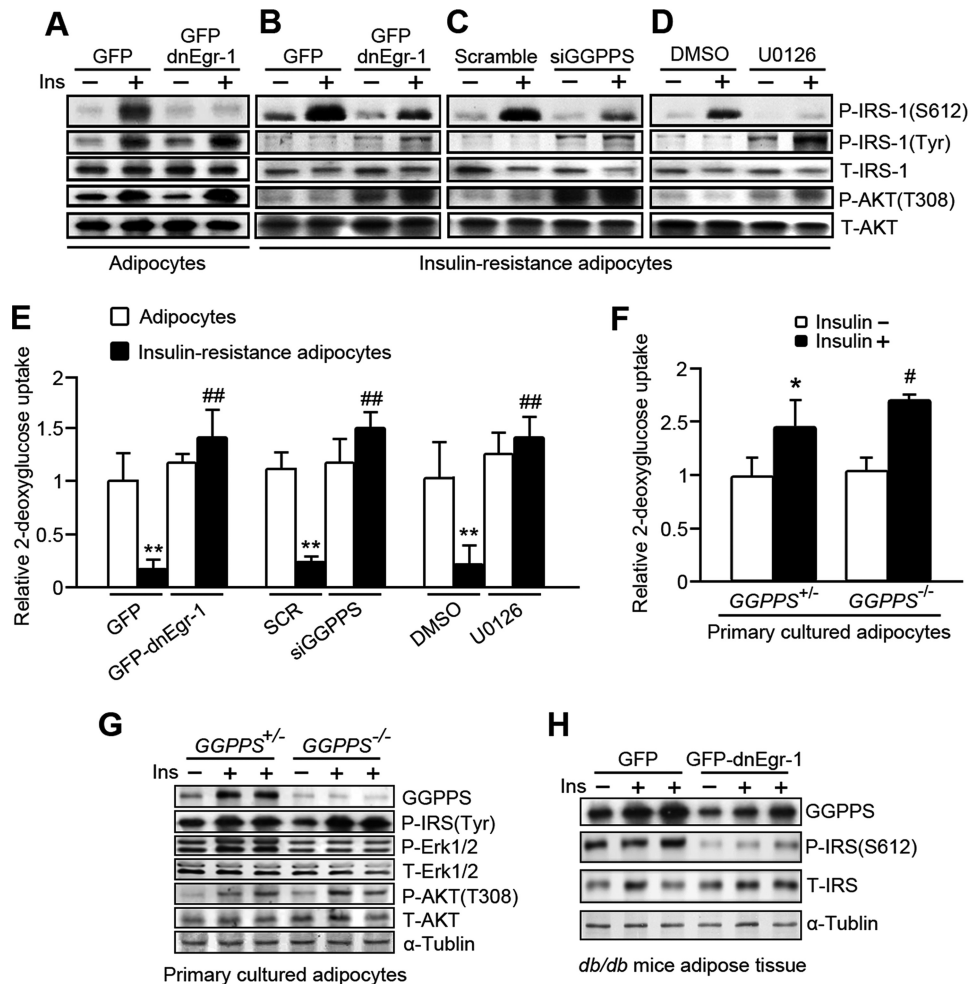 A
GFP
GFP
dnEgr-1
Ins − + − +
Adipocytes
B
GFP
GFP
dnEgr-1
− + − +
C
Scramble siGGPPS
− + − +
D
DMSO U0126
− + − +
P-IRS-1(S612)
P-IRS-1(Tyr)
T-IRS-1
P-AKT(T308)
T-AKT
Insulin-resistance adipocytes
E
Adipocytes
Insulin-resistance adipocytes
Relative 2-deoxyglucose uptake
2
1.5
1
0.5
0
** ## ** ## ** ##
GFP
GFP-dnEgr-1
SCR
siGGPPS
DMSO
U0126
F
Insulin −
Insulin +
Relative 2-deoxyglucose uptake
2
2.5
1
0.5
0
* #
GGPPS+/- GGPPS-/-
Primary cultured adipocytes
G
GGPPS+/- GGPPS-/-
Ins − + + − + +
GGPPS
P-IRS(Tyr)
P-Erk1/2
T-Erk1/2
P-AKT(T308)
T-AKT
α-Tublin
Primary cultured adipocytes
H
GFP GFP-dnEgr-1
Ins − + + − + +
GGPPS
P-IRS(S612)
T-IRS
α-Tublin
db/db mice adipose tissue